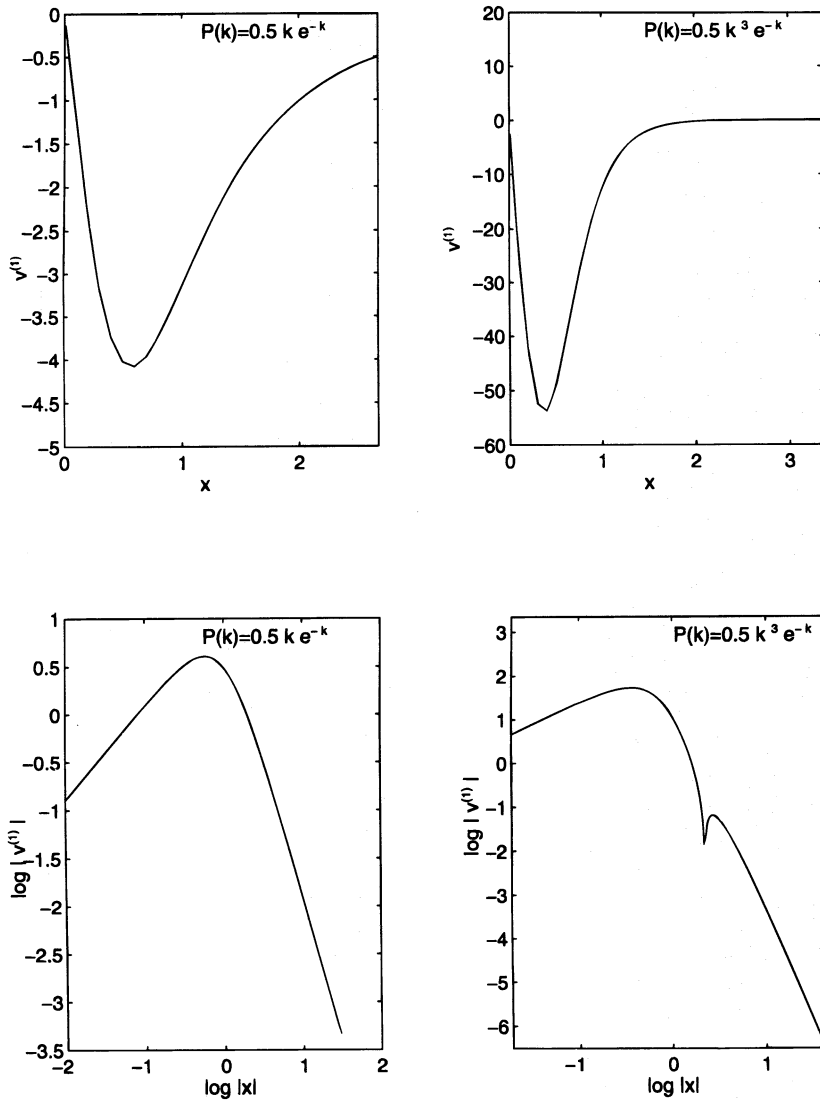 P(k)=0.5 k e⁻ᵏ
0
−0.5
−1
−1.5
−2
−2.5
−3
−3.5
−4
−4.5
−5
v⁽¹⁾
0 1 2
x
P(k)=0.5 k ³ e⁻ᵏ
20
10
0
−10
−20
−30
−40
−50
−60
v⁽¹⁾
0 1 2 3
x
P(k)=0.5 k e⁻ᵏ
1
0.5
0
−0.5
−1
−1.5
−2
−2.5
−3
−3.5
log | v⁽¹⁾ |
−2 −1 0 1 2
log |x|
P(k)=0.5 k ³ e⁻ᵏ
3
2
1
0
−1
−2
−3
−4
−5
−6
log | v⁽¹⁾ |
−1 0 1
log |x|